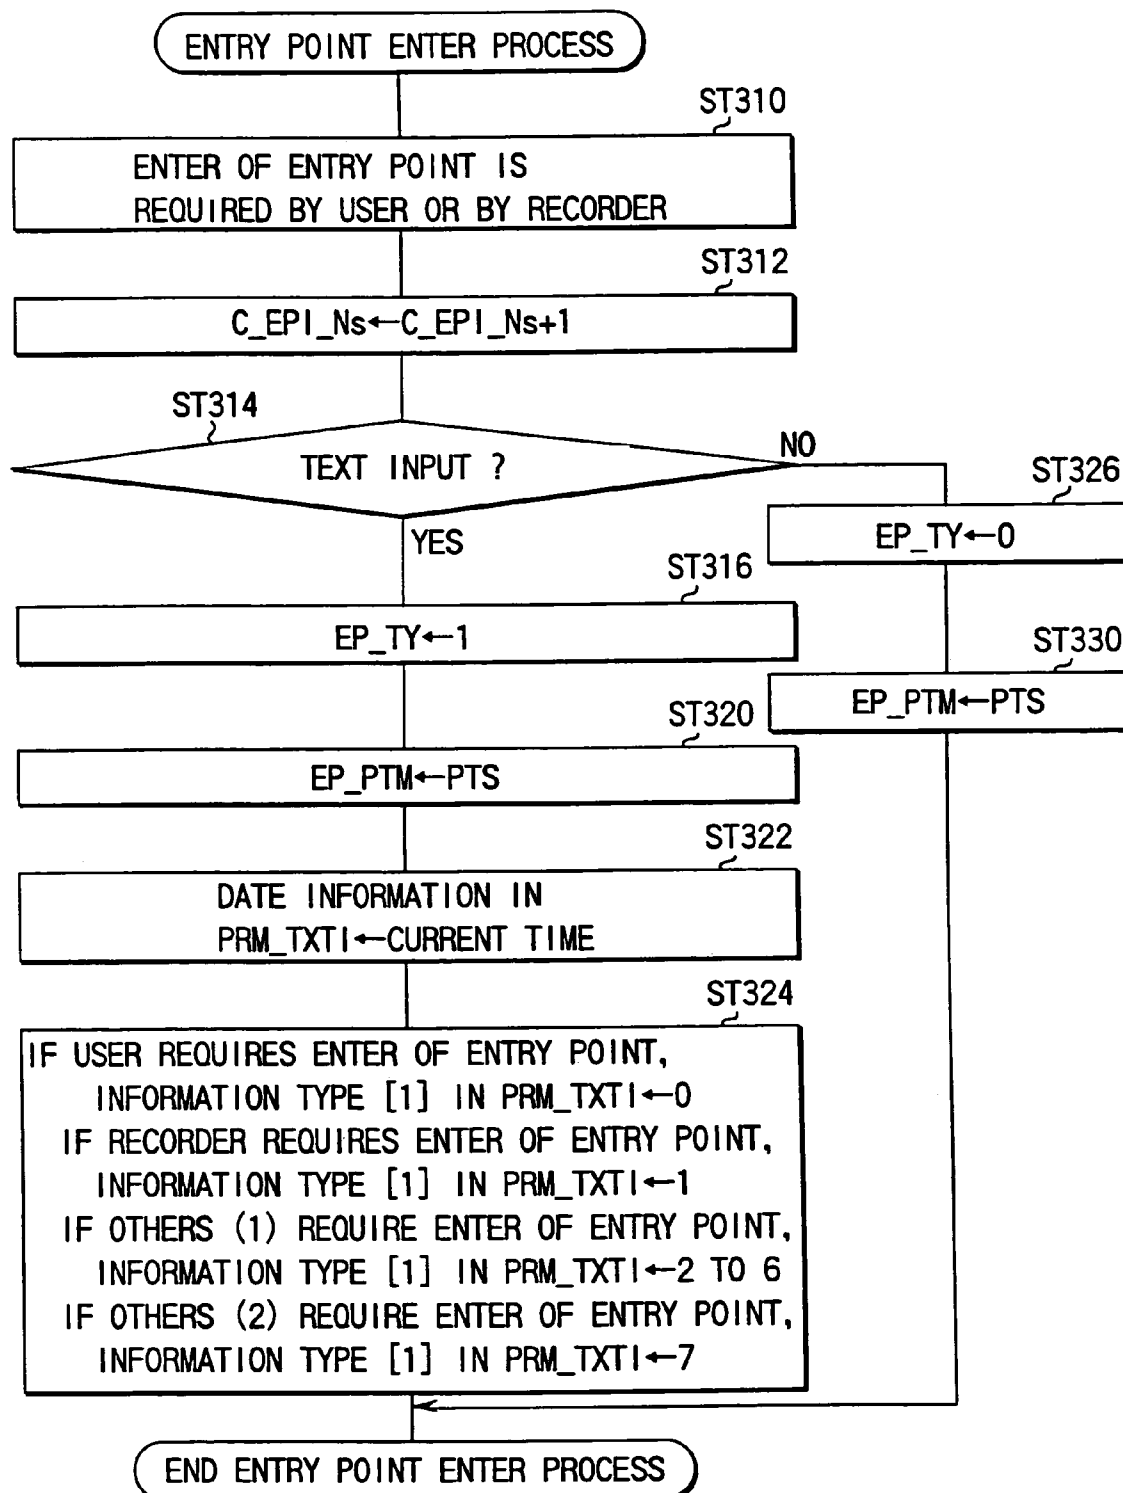 ENTRY POINT ENTER PROCESS
ST310
ENTER OF ENTRY POINT IS
REQUIRED BY USER OR BY RECORDER
ST312
C_EPI_Ns←C_EPI_Ns+1
ST314
TEXT INPUT ?
NO
YES
ST326
EP_TY←0
ST316
EP_TY←1
ST330
EP_PTM←PTS
ST320
EP_PTM←PTS
ST322
DATE INFORMATION IN
PRM_TXTI←CURRENT TIME
ST324
IF USER REQUIRES ENTER OF ENTRY POINT,
INFORMATION TYPE [1] IN PRM_TXTI←0
IF RECORDER REQUIRES ENTER OF ENTRY POINT,
INFORMATION TYPE [1] IN PRM_TXTI←1
IF OTHERS (1) REQUIRE ENTER OF ENTRY POINT,
INFORMATION TYPE [1] IN PRM_TXTI←2 TO 6
IF OTHERS (2) REQUIRE ENTER OF ENTRY POINT,
INFORMATION TYPE [1] IN PRM_TXTI←7
END ENTRY POINT ENTER PROCESS